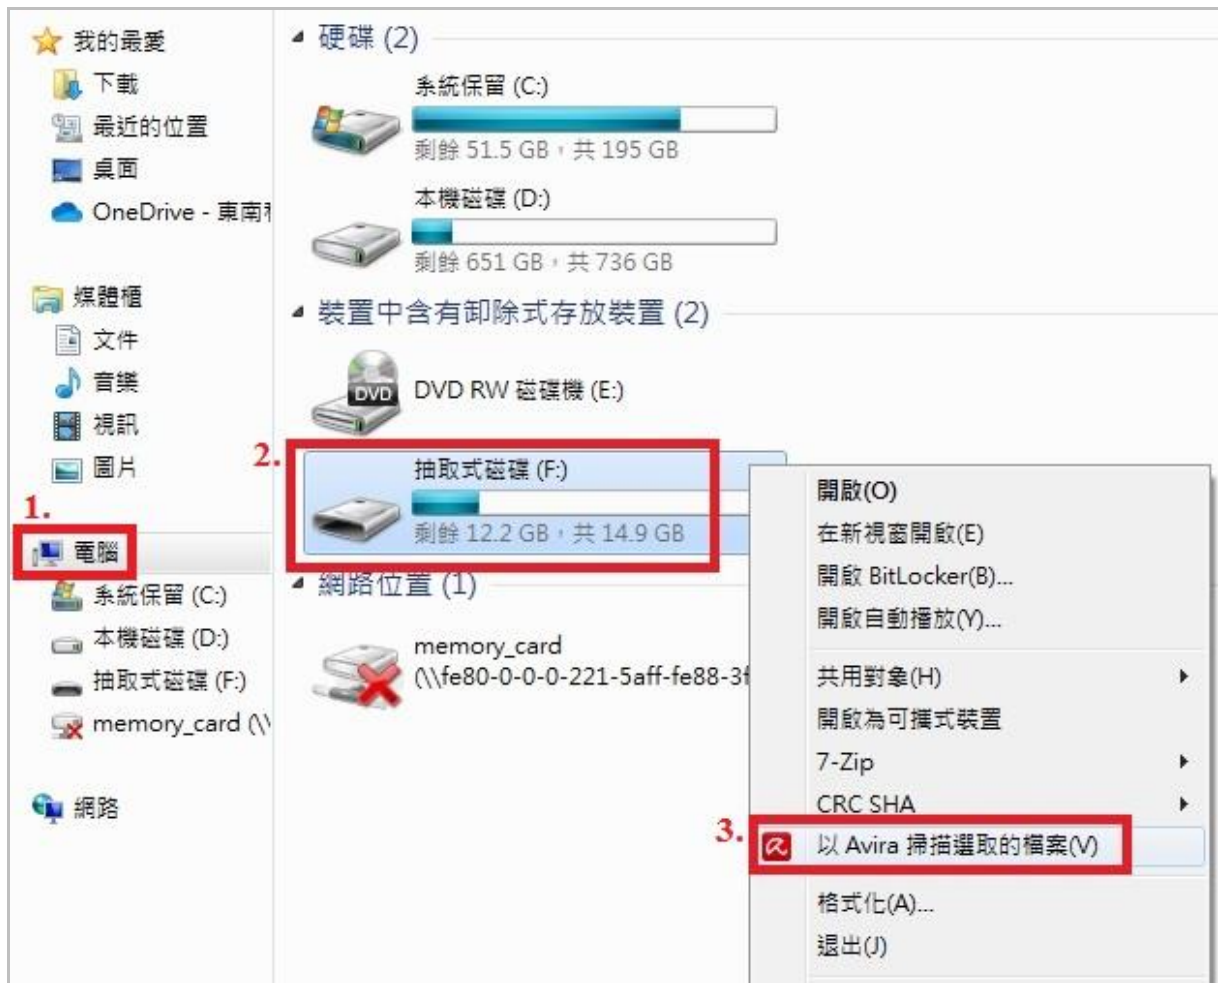 我的最愛
下載
最近的位置
桌面
OneDrive - 東南
媒體櫃
文件
音樂
視訊
圖片
1.
電腦
系統保留 (C:)
本機磁碟 (D:)
抽取式磁碟 (F:)
memory_card (\\
網路
硬碟 (2)
系統保留 (C:)
剩餘 51.5 GB，共 195 GB
本機磁碟 (D:)
剩餘 651 GB，共 736 GB
裝置中含有卸除式存放裝置 (2)
DVD
DVD RW 磁碟機 (E:)
2.
抽取式磁碟 (F:)
剩餘 12.2 GB，共 14.9 GB
網路位置 (1)
memory_card
(\\fe80-0-0-0-221-5aff-fe88-3f
開啟(O)
在新視窗開啟(E)
開啟 BitLocker(B)...
開啟自動播放(Y)...
共用對象(H)
開啟為可攜式裝置
7-Zip
CRC SHA
3.
以 Avira 掃描選取的檔案(V)
格式化(A)...
退出(J)